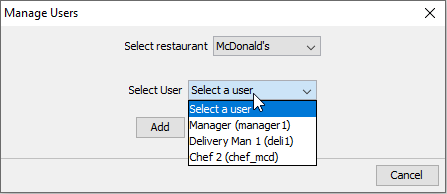 Manage Users
Select restaurant McDonald's
Select User Select a user
Select a user
Manager (manager1)
Add
Delivery Man 1 (deli1)
Chef 2 (chef_mcd)
Cancel